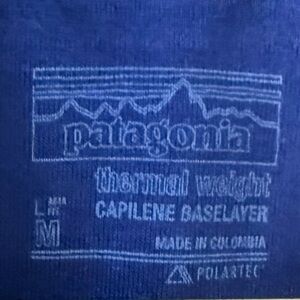 patagonia
thermal weight
CAPILENE BASELAYER
M
MADE IN COLOMBIA
POLARTEC